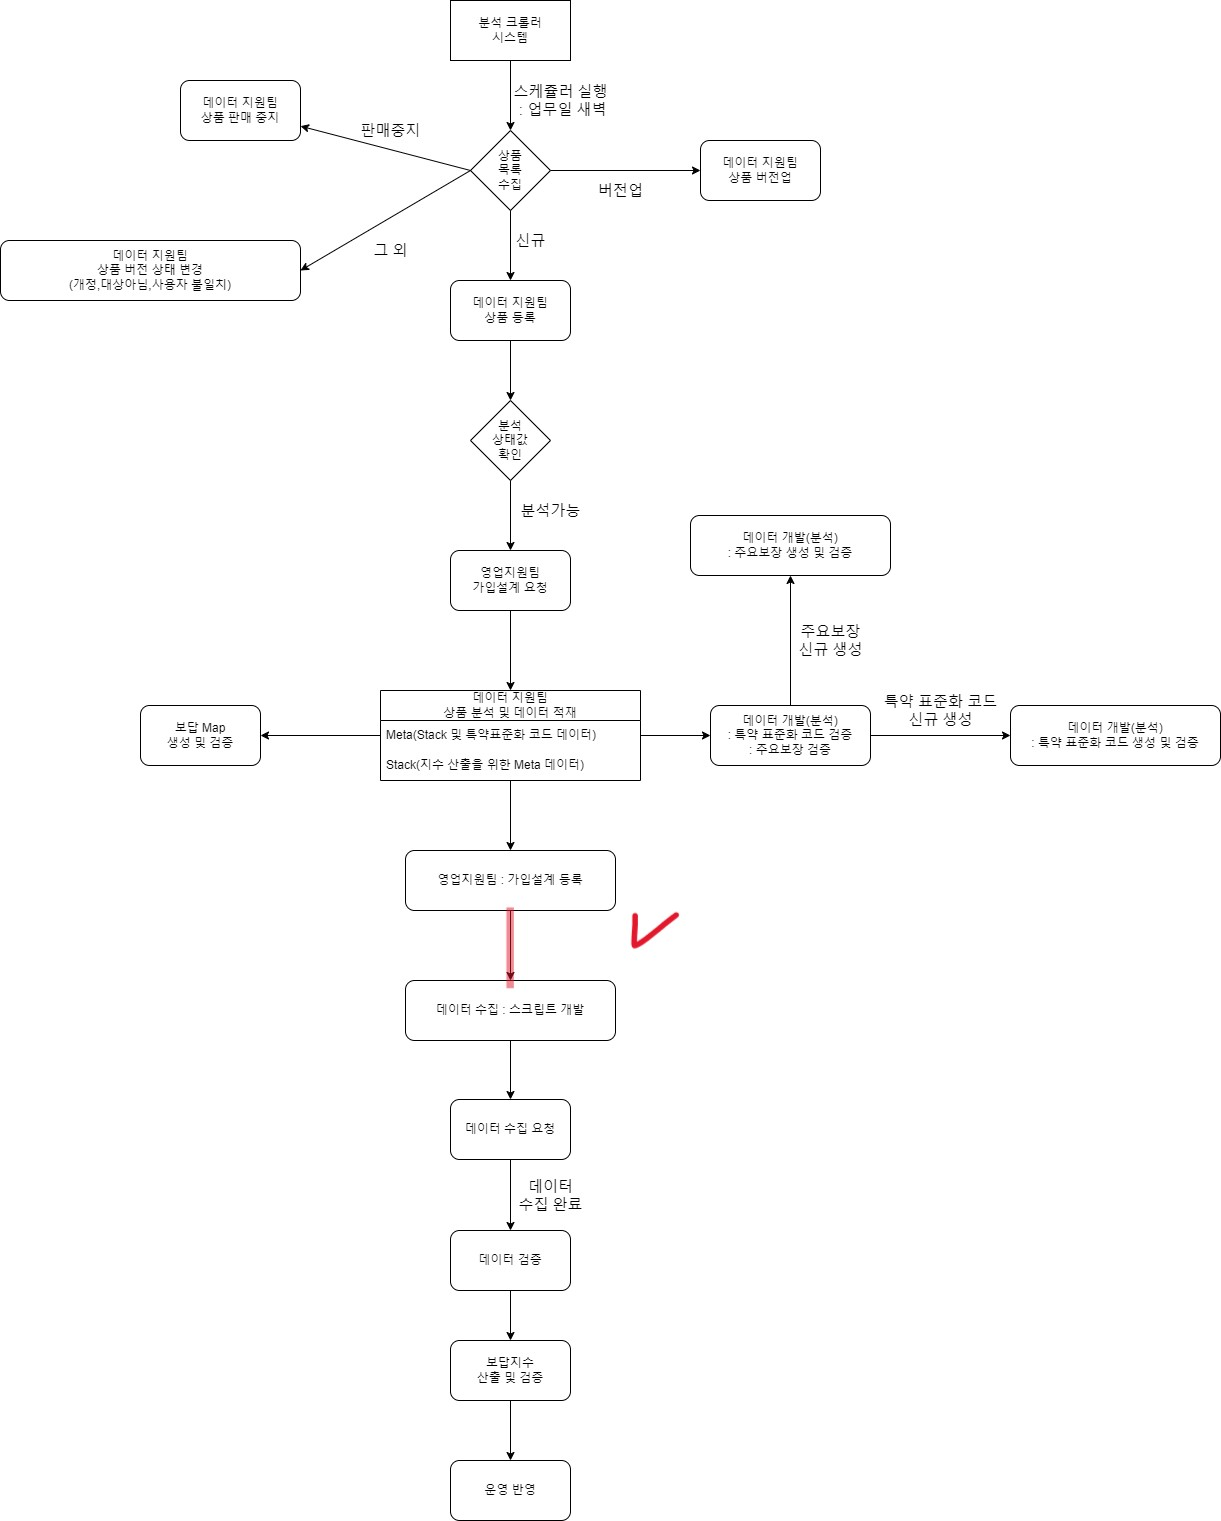 분석 크롤러
시스템
스케쥴러 실행
: 업무일 새벽
데이터 지원팀
상품 판매 중지
판매중지
상품
목록
수집
버전업
데이터 지원팀
상품 버전업
그 외
데이터 지원팀
상품 버전 상태 변경
(개정,대상아님,사용자 불일치)
신규
데이터 지원팀
상품 등록
분석
상태값
확인
분석가능
영업지원팀
가입설계 요청
데이터 개발(분석)
: 주요보장 생성 및 검증
주요보장
신규 생성
데이터 지원팀
상품 분석 및 데이터 적재
Meta(Stack 및 특약표준화 코드 데이터)
Stack(지수 산출을 위한 Meta 데이터)
보답 Map
생성 및 검증
데이터 개발(분석)
: 특약 표준화 코드 검증
: 주요보장 검증
특약 표준화 코드
신규 생성
데이터 개발(분석)
: 특약 표준화 코드 생성 및 검증
영업지원팀 : 가입설계 등록
데이터 수집 : 스크립트 개발
데이터 수집 요청
데이터
수집 완료
데이터 검증
보답지수
산출 및 검증
운영 반영